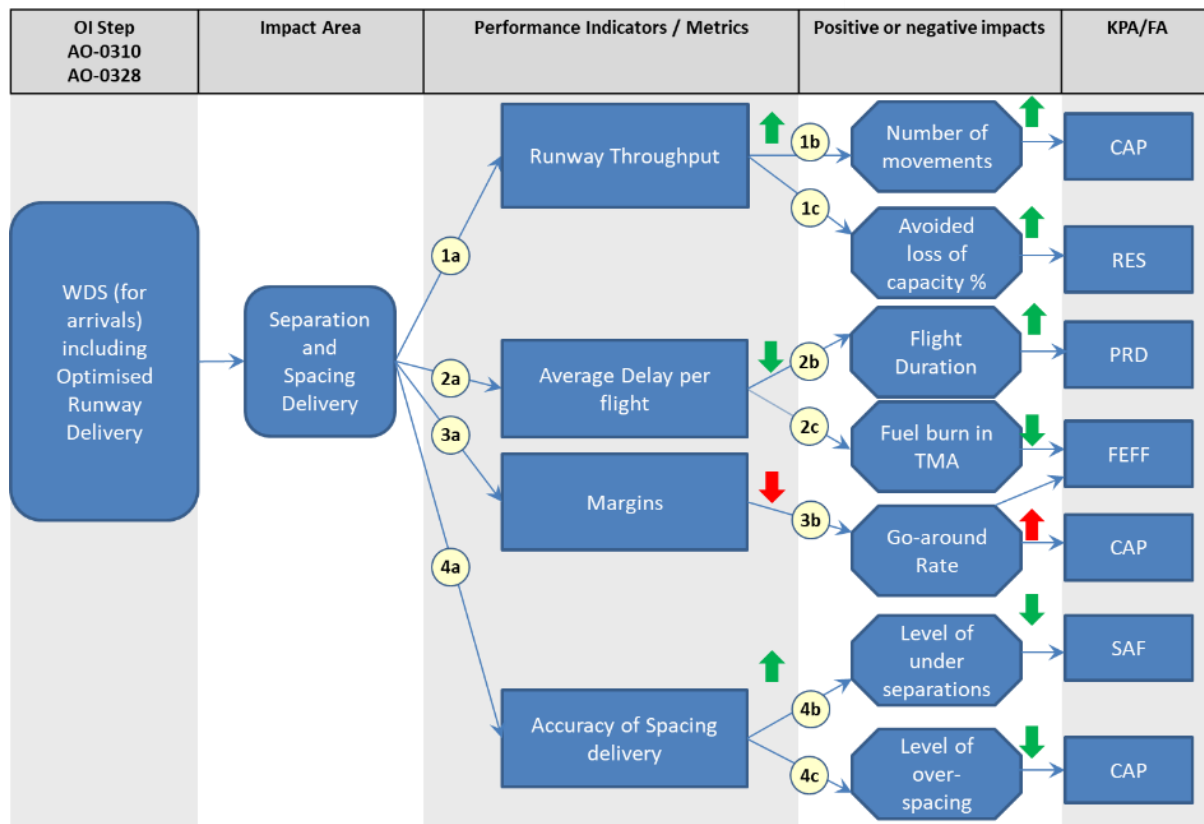 OI Step
AO-0310
AO-0328
Impact Area
Performance Indicators / Metrics
Positive or negative impacts
KPA/FA
WDS (for
arrivals)
including
Optimised
Runway
Delivery
Separation
and
Spacing
Delivery
1a
2a
3a
4a
Runway Throughput
1b
1c
Number of
movements
CAP
Avoided
loss of
capacity %
RES
Average Delay per
flight
2b
2c
Flight
Duration
PRD
Fuel burn in
TMA
FEFF
Margins
3b
Go-around
Rate
CAP
Accuracy of Spacing
delivery
4b
4c
Level of
under
separations
SAF
Level of
over-
spacing
CAP